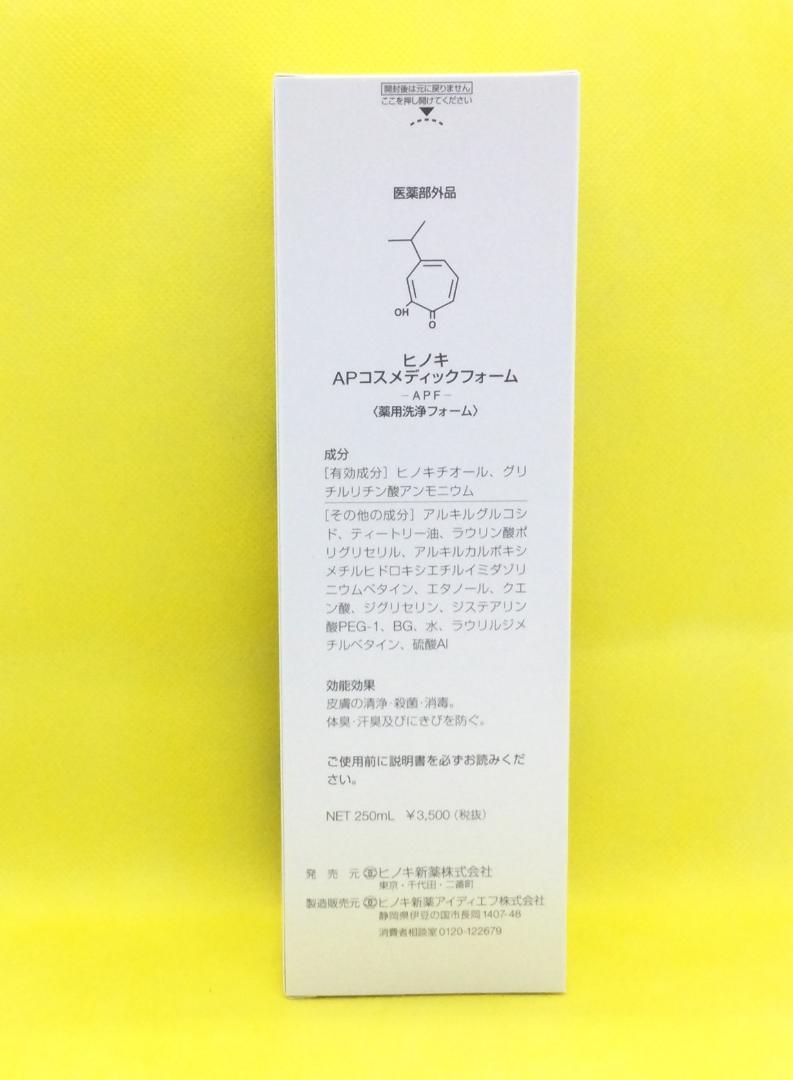 開封後は元に戻りません
ここを押し開けてください
医薬部外品
OH
O
ヒノキ
APコスメディックフォーム
－APF－
〈薬用洗浄フォーム〉
成分
［有効成分］ヒノキチオール、グリ
チルリチン酸アンモニウム
［その他の成分］アルキルグルコシ
ド、ティートリー油、ラウリン酸ポ
リグリセリル、アルキルカルボキシ
メチルヒドロキシエチルイミダゾリ
ニウムベタイン、エタノール、クエ
ン酸、ジグリセリン、ジステアリン
酸PEG-1、BG、水、ラウリルジメ
チルベタイン、硫酸Al
効能効果
皮膚の清浄・殺菌・消毒。
体臭・汗臭及びにきびを防ぐ。
ご使用前に説明書を必ずお読みくだ
さい。
NET 250mL ￥3,500（税抜）
発売元 ヒノキ新薬株式会社
東京・千代田・二番町
製造販売元 ヒノキ新薬アイディエフ株式会社
静岡県伊豆の国市長岡1407-48
消費者相談室0120-122679